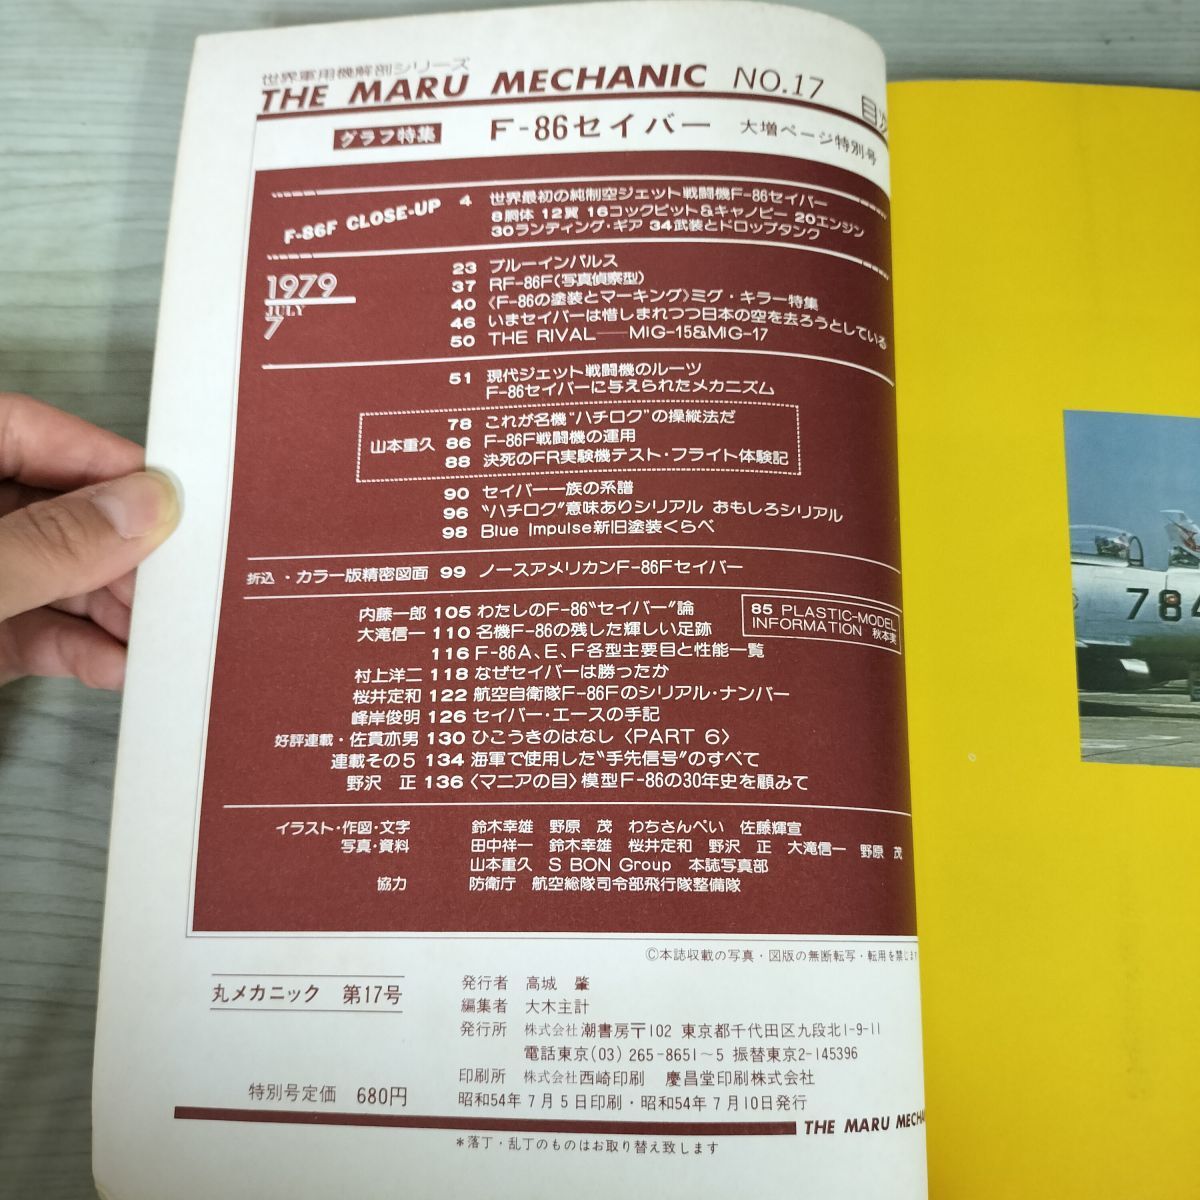 世界軍用機解剖シリーズ
THE MARU MECHANIC NO.17 目次
グラフ特集 F-86セイバー 大増ページ特別号
F-86F CLOSE-UP 4 世界最初の純制空ジェット戦闘機F-86セイバー
8胴体 12翼 16コックピット&キャノピー 20エンジン
30ランディング・ギア 34武装とドロップタンク
1979
JULY
7
23 ブルーインパルス
37 RF-86F(写真偵察型)
40 〈F-86の塗装とマーキング〉ミグ・キラー特集
46 いまセイバーは惜しまれつつ日本の空を去ろうとしている
50 THE RIVAL──MIG-15&MIG-17
51 現代ジェット戦闘機のルーツ
F-86セイバーに与えられたメカニズム
山本重久
78 これが名機“ハチロク”の操縦法だ
86 F-86F戦闘機の運用
88 決死のFR実験機テスト・フライト体験記
90 セイバー一族の系譜
96 “ハチロク”意味ありシリアル おもしろシリアル
98 Blue Impulse新旧塗装くらべ
折込・カラー版精密図面 99 ノースアメリカンF-86Fセイバー
内藤一郎 105 わたしのF-86“セイバー”論
大滝信一 110 名機F-86の残した輝しい足跡
116 F-86A、E、F各型主要目と性能一覧
85 PLASTIC-MODEL
INFORMATION 秋本実
村上洋二 118 なぜセイバーは勝ったか
桜井定和 122 航空自衛隊F-86Fのシリアル・ナンバー
峰岸俊明 126 セイバー・エースの手記
好評連載・佐貫亦男 130 ひこうきのはなし〈PART 6〉
連載その5 134 海軍で使用した“手先信号”のすべて
野沢 正 136 〈マニアの目〉模型F-86の30年史を顧みて
イラスト・作図・文字 鈴木幸雄 野原 茂 わちさんぺい 佐藤輝宣
写真・資料 田中祥一 鈴木幸雄 桜井定和 野沢 正 大滝信一 野原 茂
山本重久 S BON Group 本誌写真部
協力 防衛庁 航空総隊司令部飛行隊整備隊
©本誌収載の写真・図版の無断転写・転用を禁じます
丸メカニック 第17号
特別号定価 680円
発行者 高城 肇
編集者 大木主計
発行所 株式会社潮書房〒102 東京都千代田区九段北1-9-11
電話東京(03)265-8651〜5 振替東京2-145396
印刷所 株式会社西崎印刷 慶昌堂印刷株式会社
昭和54年7月5日印刷・昭和54年7月10日発行
THE MARU MECHA
*落丁・乱丁のものはお取り替え致します
784